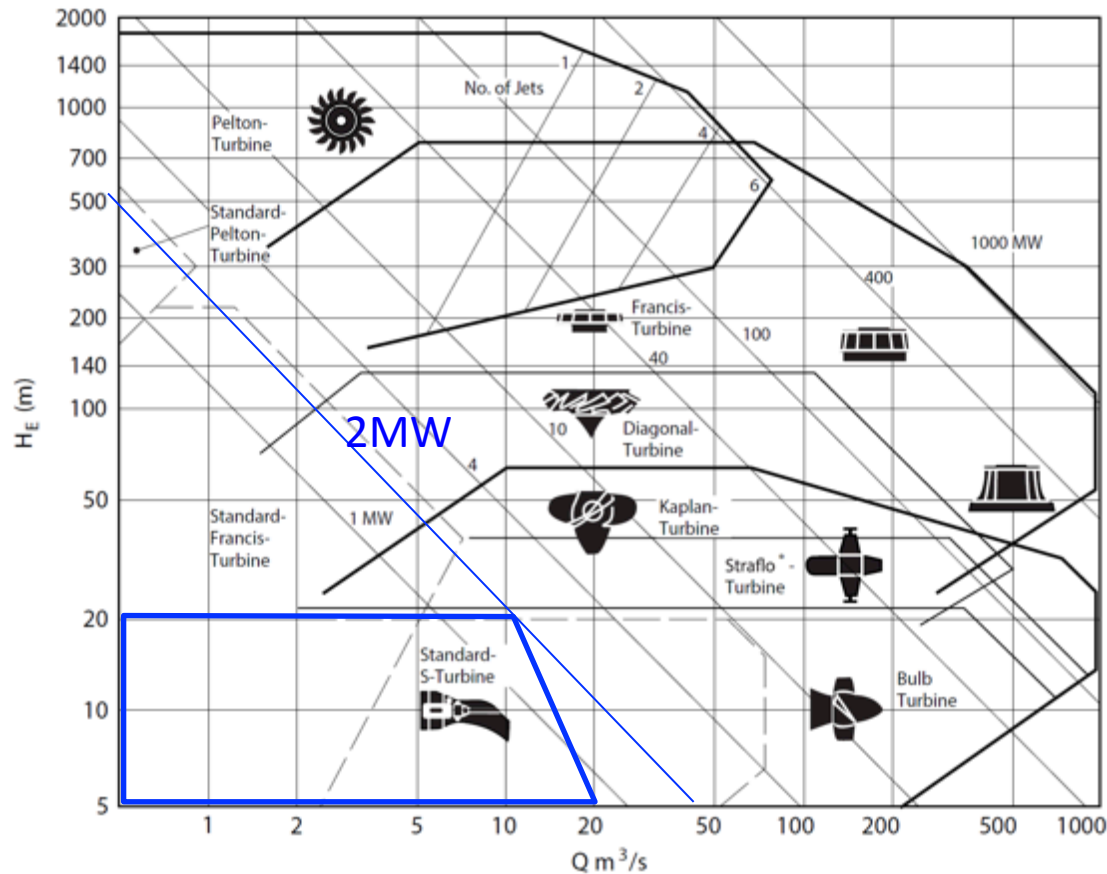 2000
1400
1000
700
500
300
200
140
100
50
20
10
5
H_E (m)
1
2
5
10
20
50
100
200
500
1000
Q m³/s
No. of Jets
1
2
4
6
Pelton-
Turbine
Standard-
Pelton-
Turbine
1000 MW
400
Francis-
Turbine
100
40
2MW
10
Diagonal-
Turbine
4
Kaplan-
Turbine
1 MW
Standard-
Francis-
Turbine
Straflo*-
Turbine
Standard-
S-Turbine
Bulb
Turbine